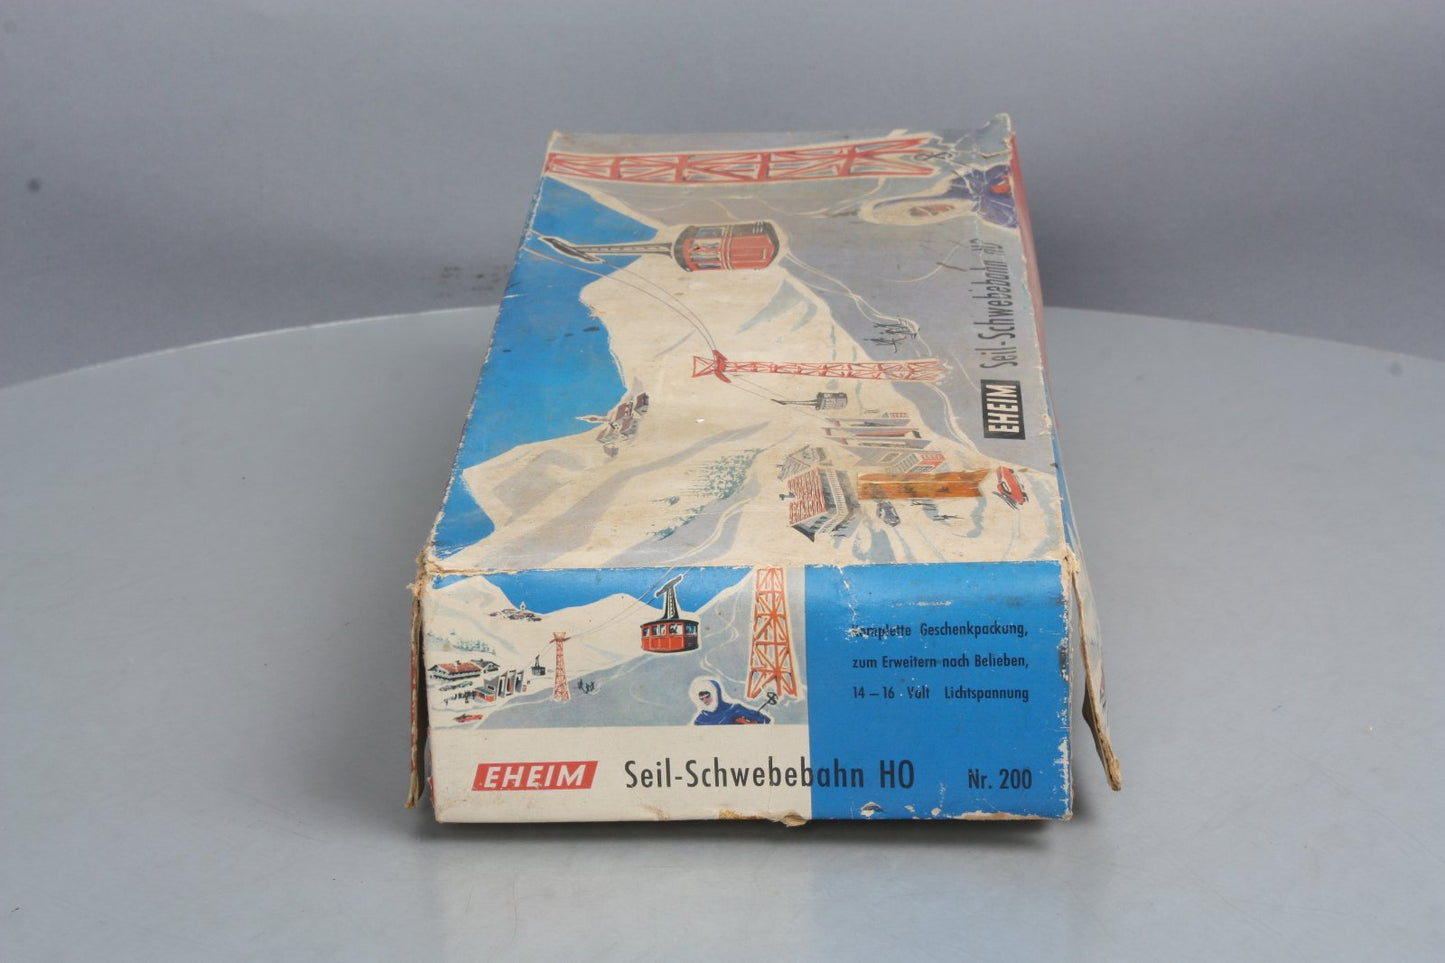 EHEIM Seil-Schwebebahn HO
Komplette Geschenkpackung,
zum Erweitern nach Belieben,
14 – 16 Volt Lichtspannung
EHEIM Seil-Schwebebahn HO Nr. 200